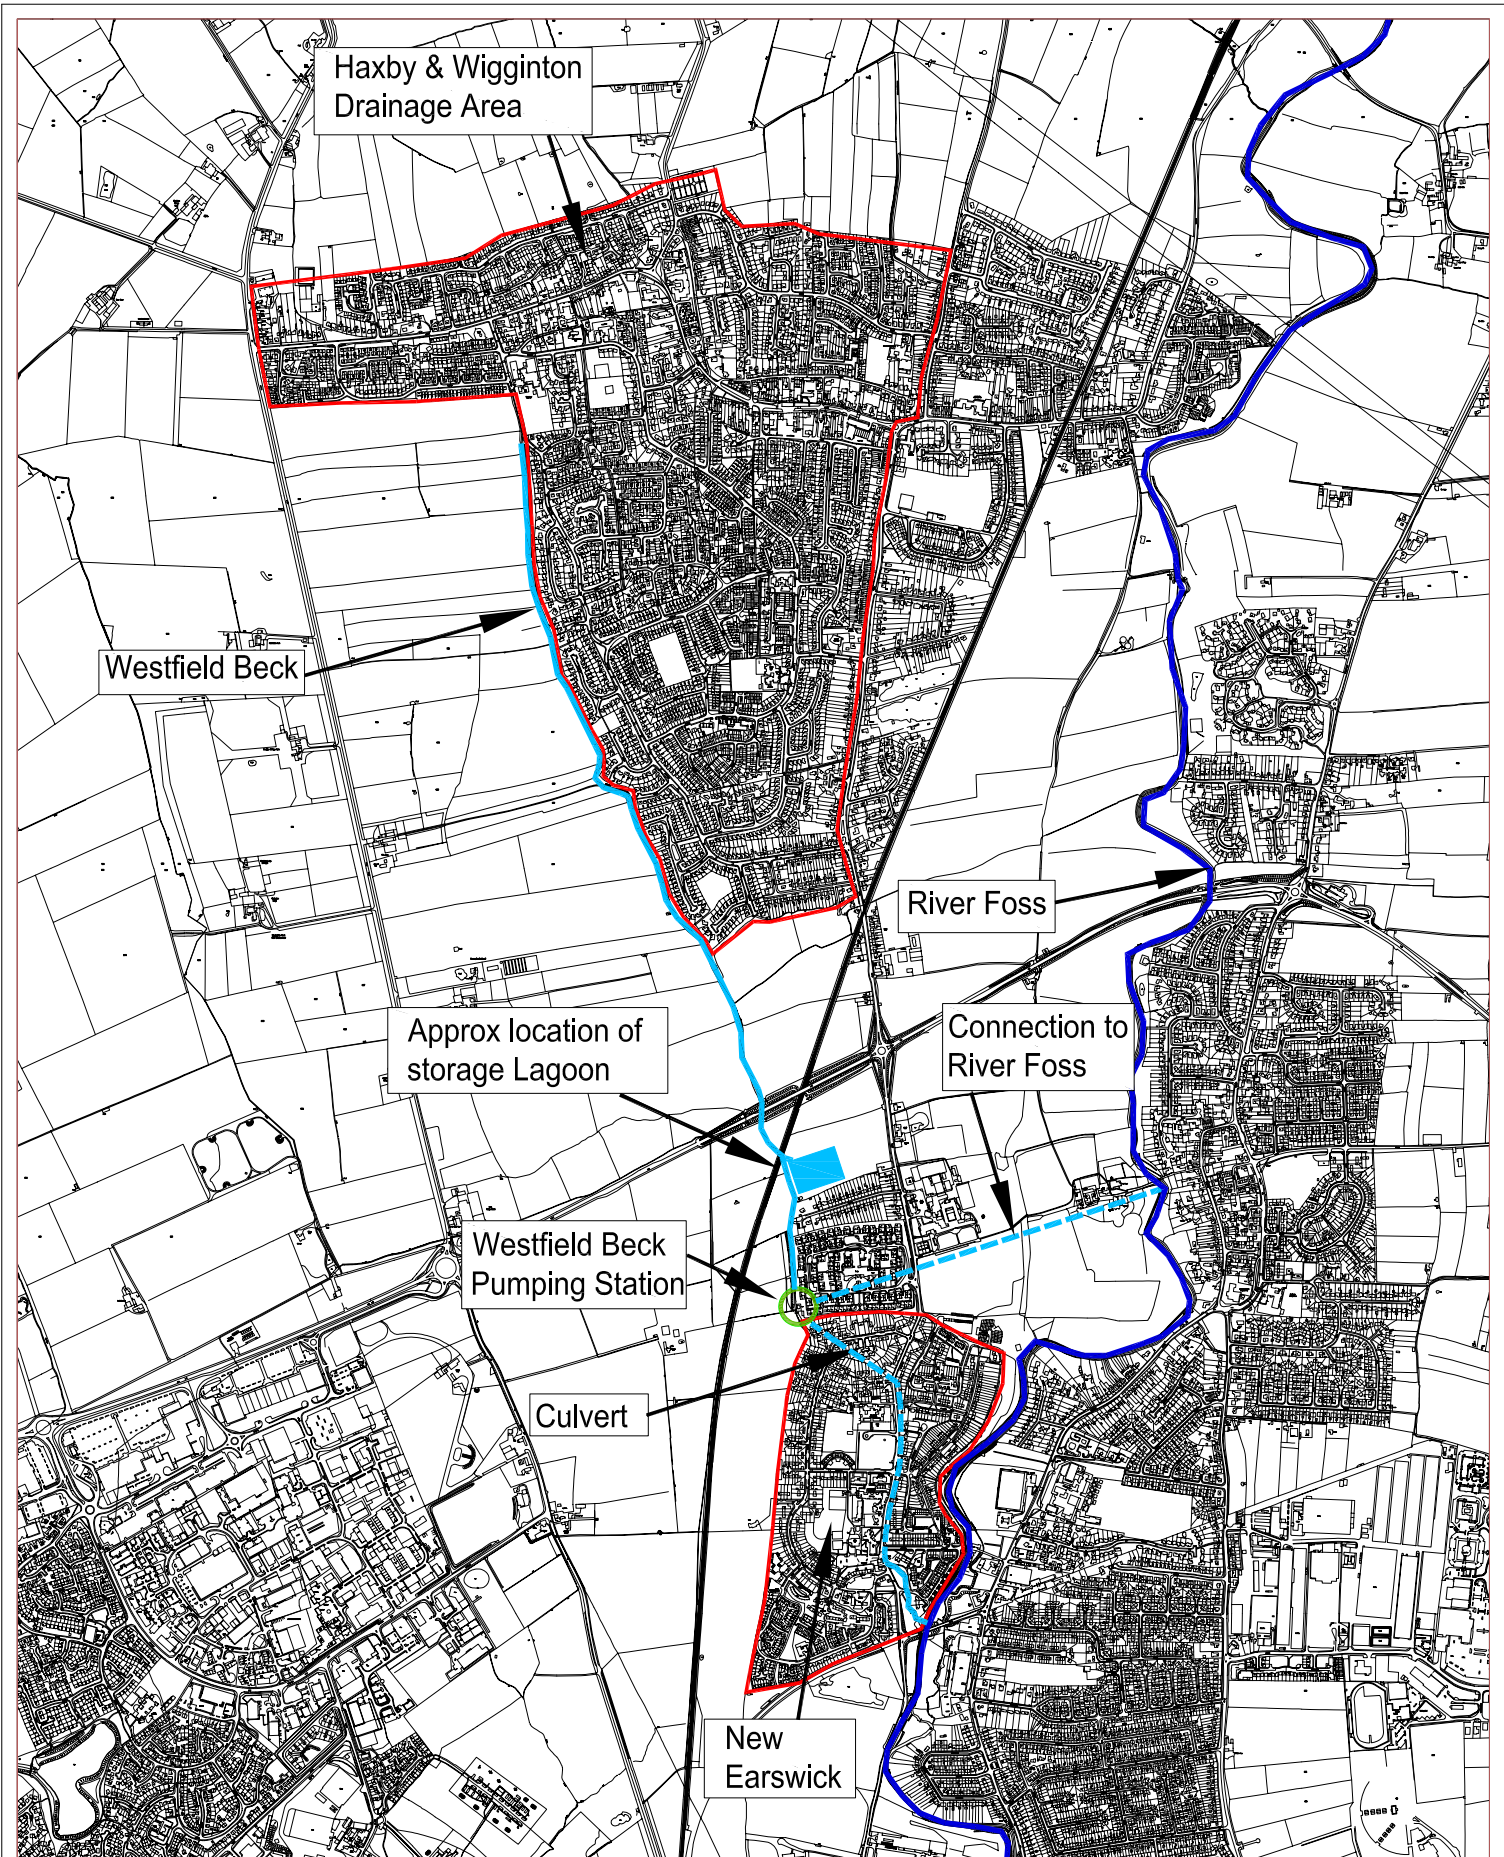 Haxby & Wigginton
Drainage Area
Westfield Beck
River Foss
Approx location of
storage Lagoon
Connection to
River Foss
Westfield Beck
Pumping Station
Culvert
New
Earswick